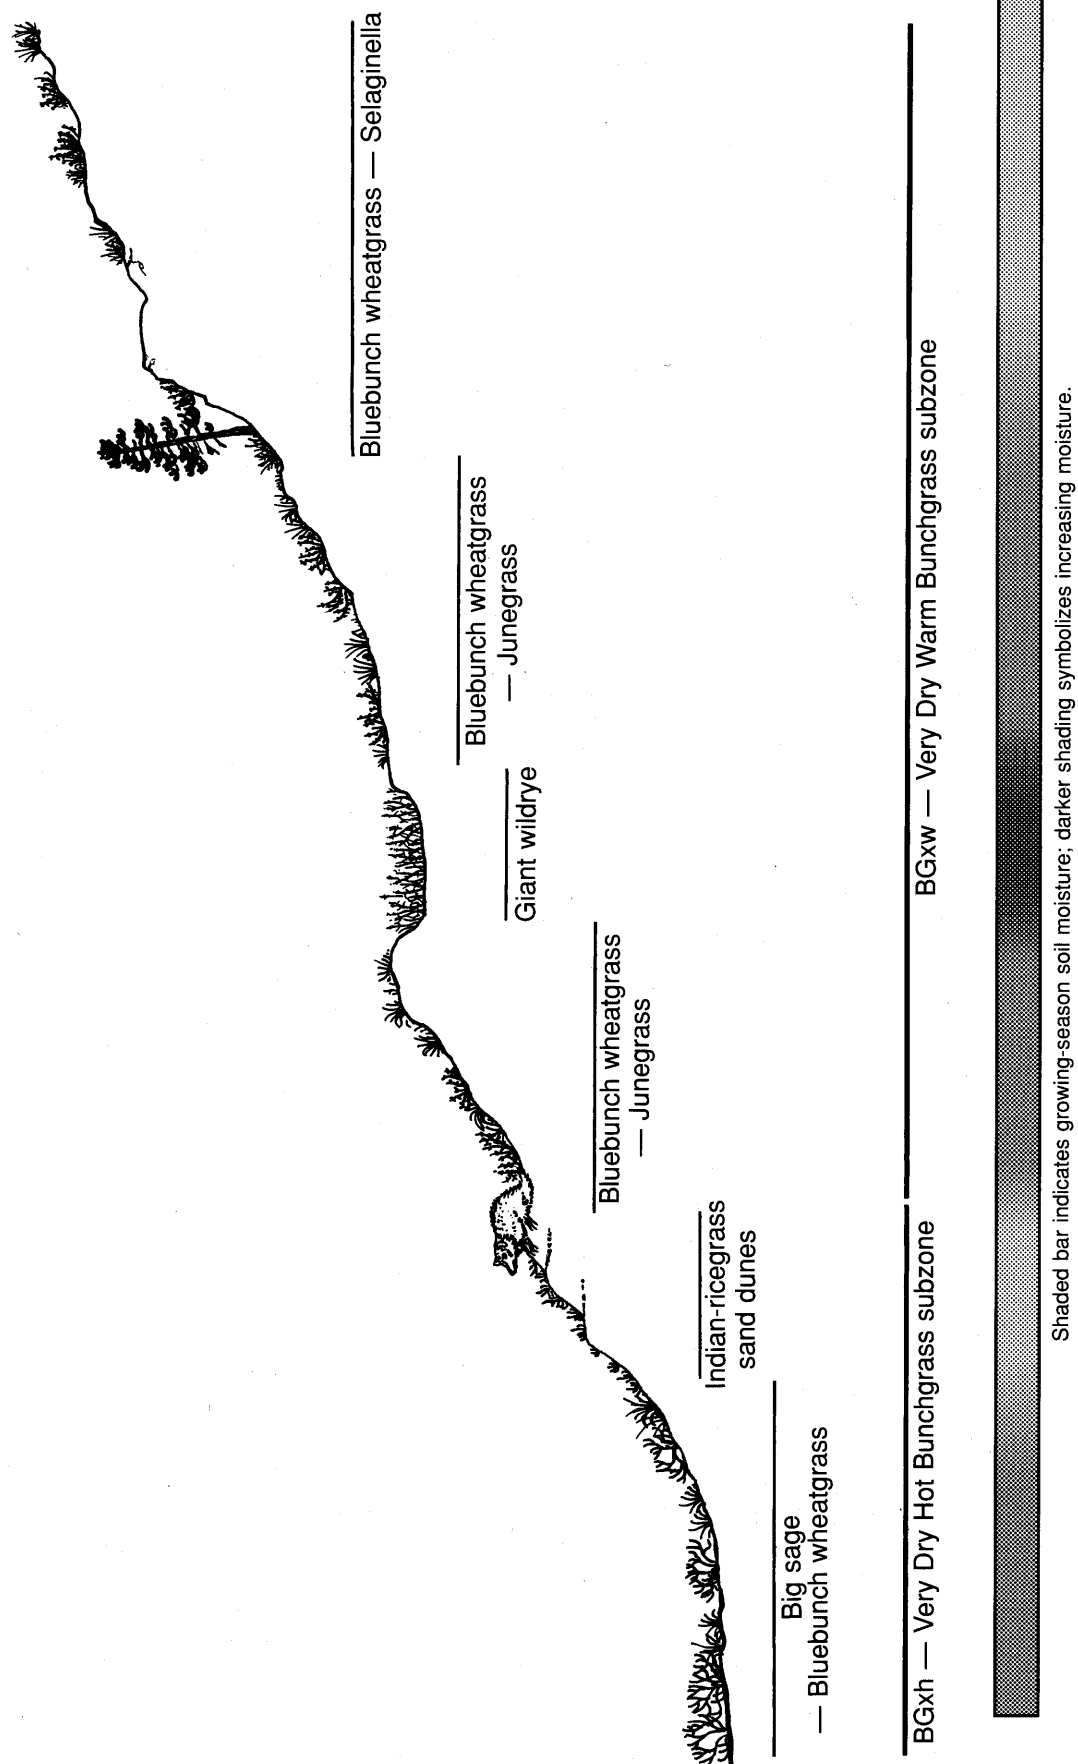 Big sage
— Bluebunch wheatgrass
Indian-ricegrass
sand dunes
Bluebunch wheatgrass
— Junegrass
Giant wildrye
Bluebunch wheatgrass
— Junegrass
Bluebunch wheatgrass — Selaginella
BGxh — Very Dry Hot Bunchgrass subzone
BGxw — Very Dry Warm Bunchgrass subzone
Shaded bar indicates growing-season soil moisture; darker shading symbolizes increasing moisture.